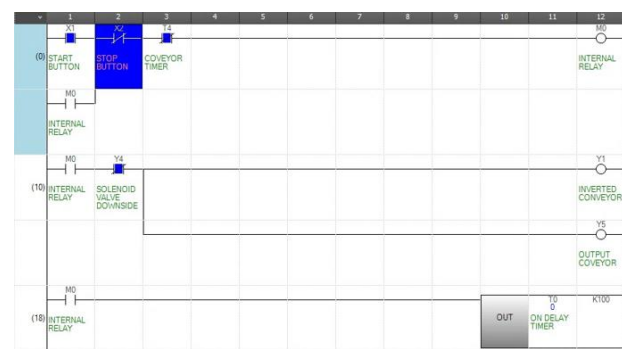 1 2 3 4 5 6 7 8 9 10 11 12
X1 X2 T4 M0
(0) START BUTTON STOP BUTTON COVEYOR TIMER INTERNAL RELAY
M0
INTERNAL RELAY
M0 Y4 Y1
(10) INTERNAL RELAY SOLENOID VALVE DOWNSIDE INVERTED CONVEYOR
Y5
OUTPUT COVEYOR
M0 T0 K100
0
(18) INTERNAL RELAY OUT ON DELAY TIMER